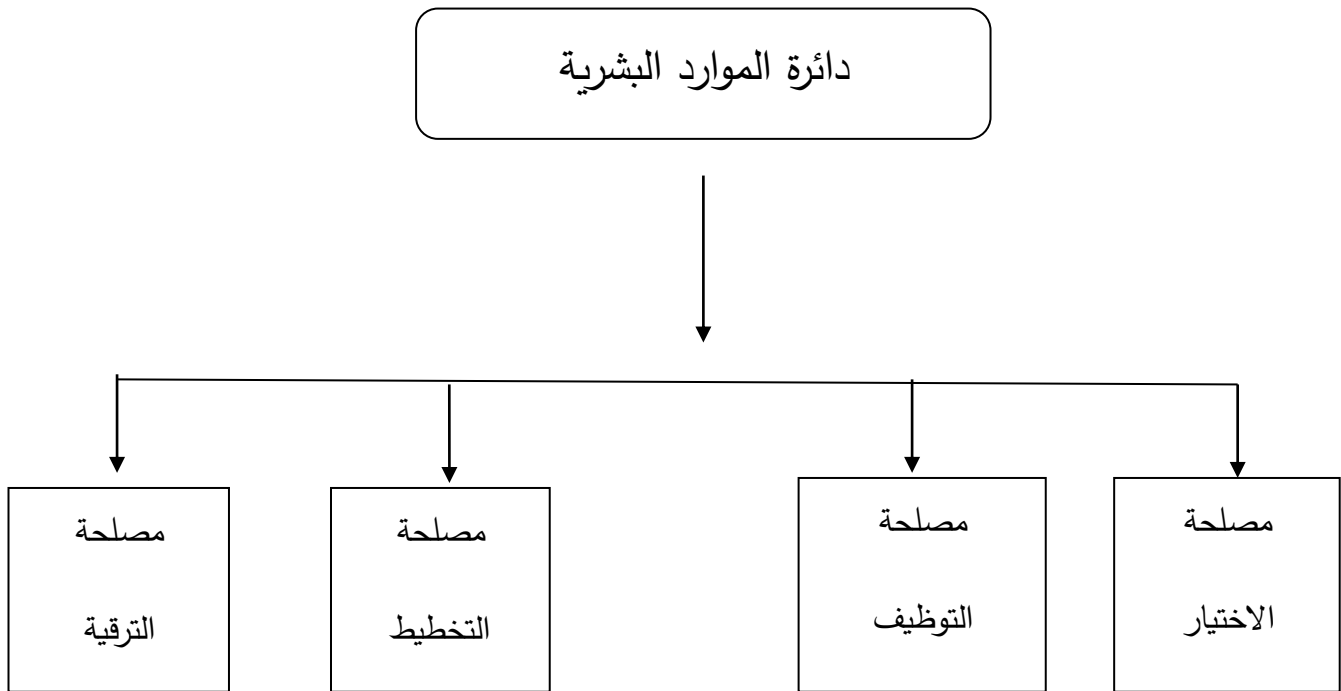 دائرة الموارد البشرية
مصلحة
الاختيار
مصلحة
التوظيف
مصلحة
التخطيط
مصلحة
الترقية